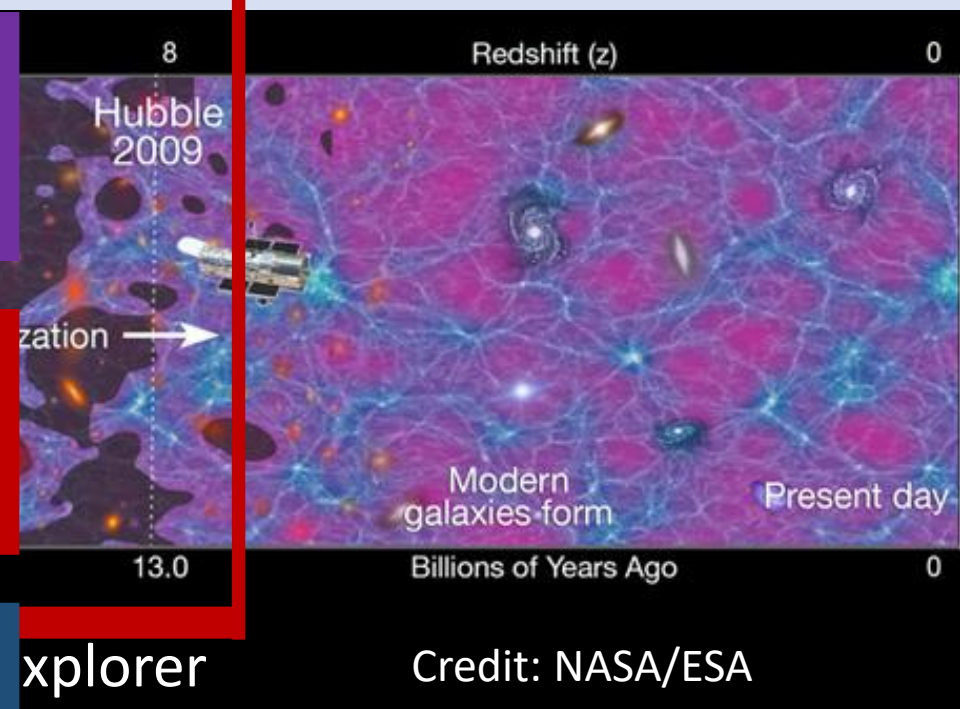 8 Redshift (z) 0
Hubble
2009
zation
Modern
galaxies form
Present day
13.0 Billions of Years Ago 0
xplorer Credit: NASA/ESA